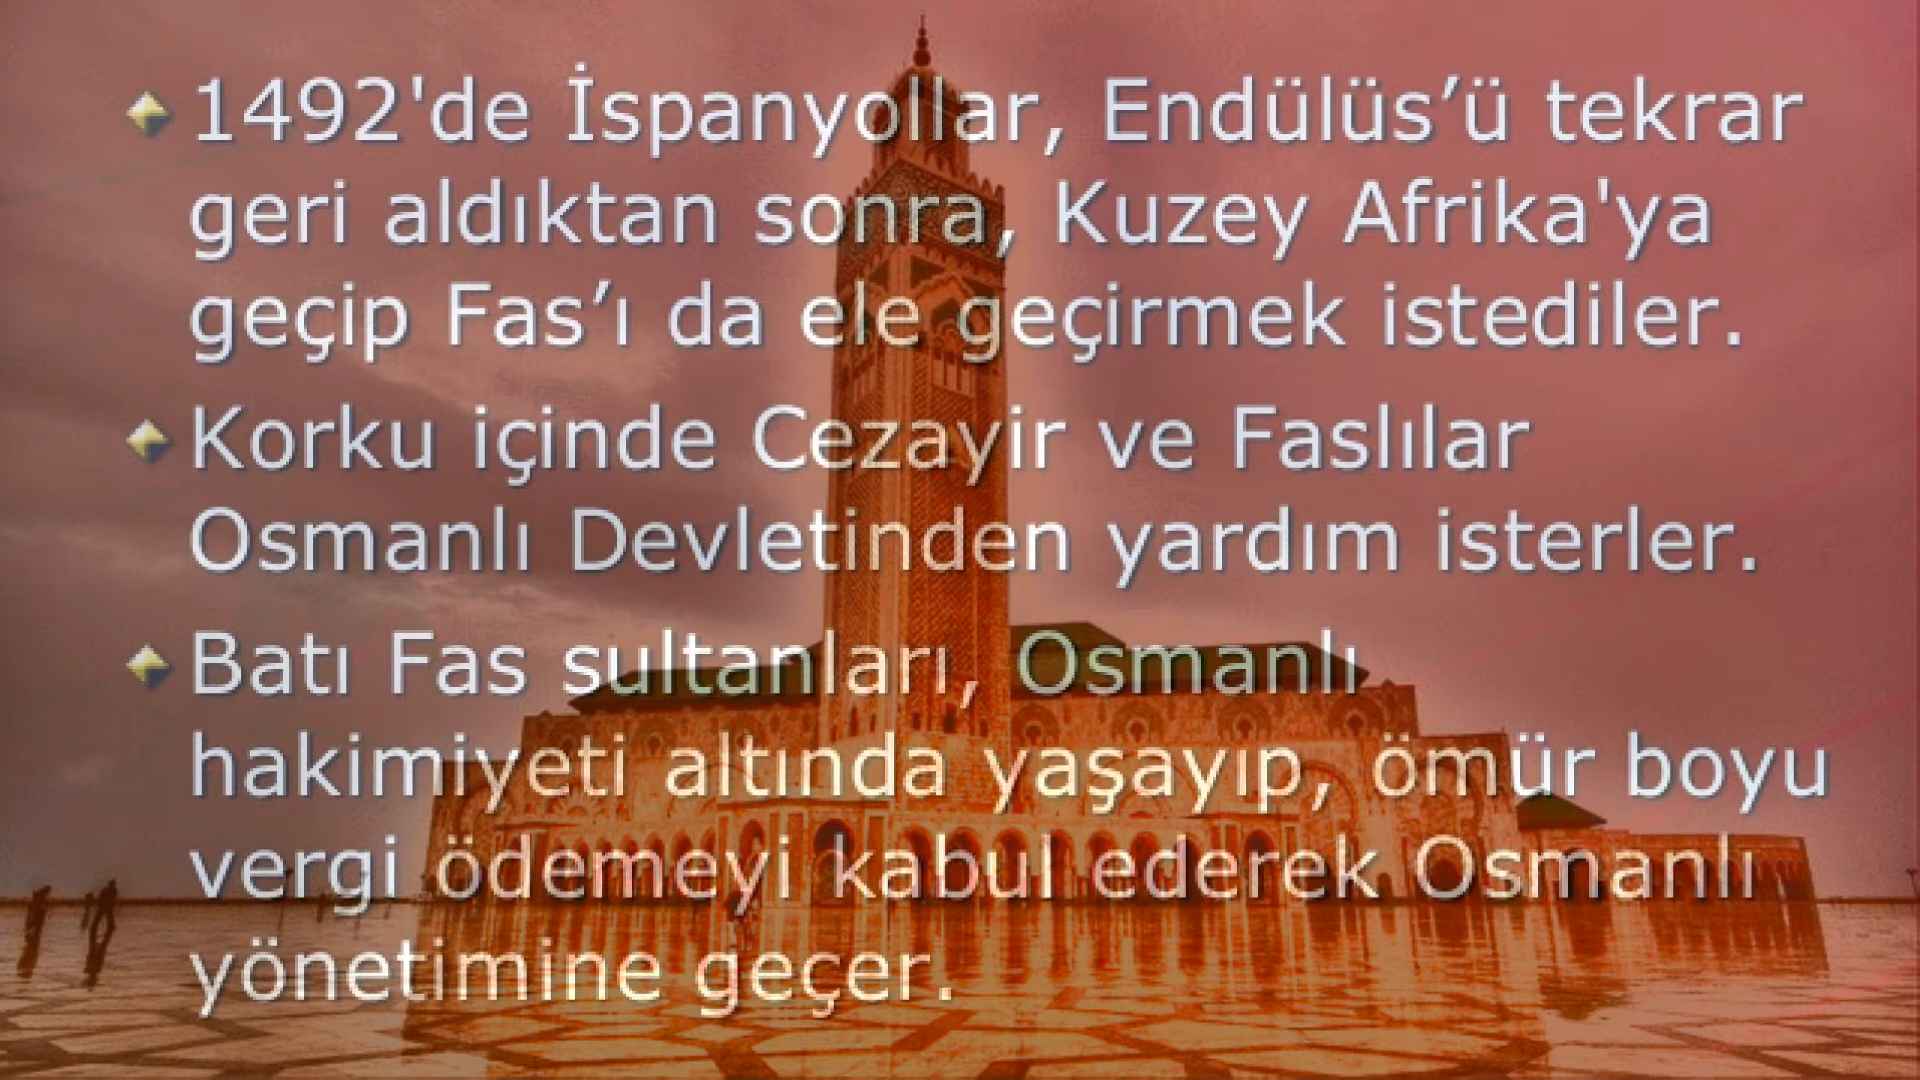 1492'de İspanyollar, Endülüs’ü tekrar
geri aldıktan sonra, Kuzey Afrika'ya
geçip Fas’ı da ele geçirmek istediler.
Korku içinde Cezayir ve Faslılar
Osmanlı Devletinden yardım isterler.
Batı Fas sultanları, Osmanlı
hakimiyeti altında yaşayıp, ömür boyu
vergi ödemeyi kabul ederek Osmanlı
yönetimine geçer.